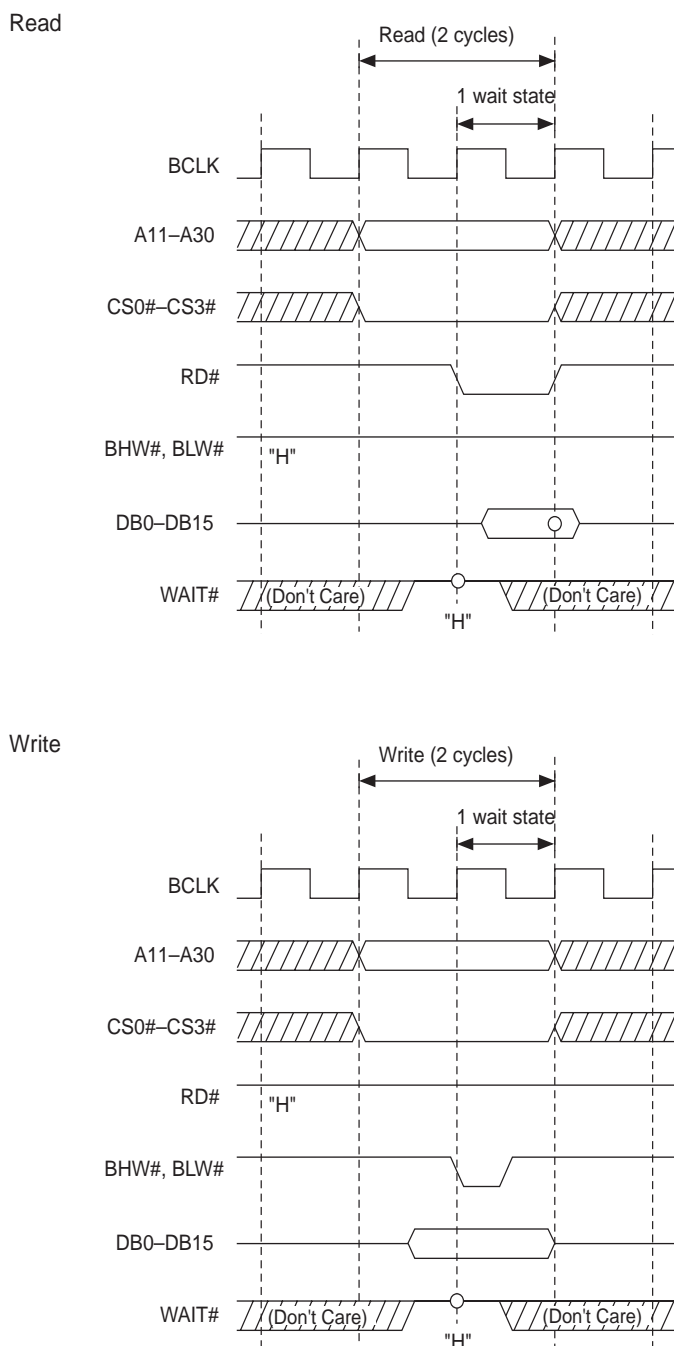 Read
Read (2 cycles)
1 wait state
BCLK
A11–A30
CS0#–CS3#
RD#
BHW#, BLW#
"H"
DB0–DB15
WAIT#
(Don't Care)
(Don't Care)
"H"
Write
Write (2 cycles)
1 wait state
BCLK
A11–A30
CS0#–CS3#
RD#
"H"
BHW#, BLW#
DB0–DB15
WAIT#
(Don't Care)
(Don't Care)
"H"